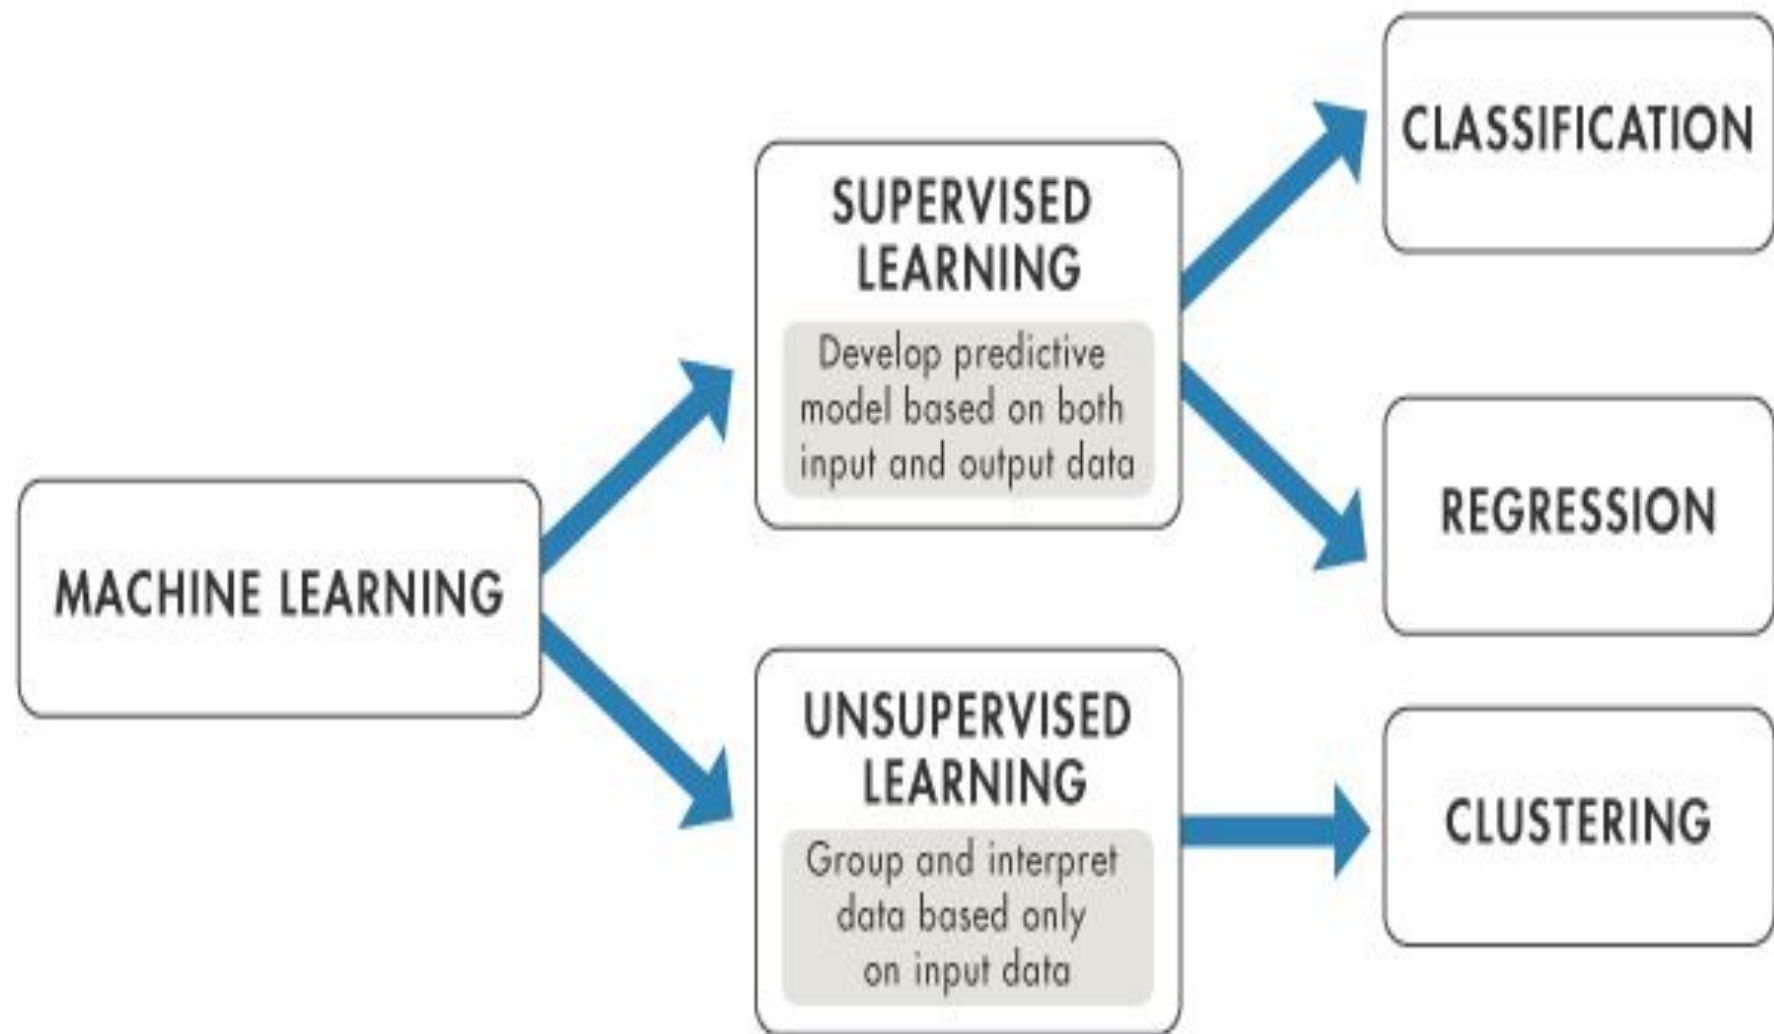 MACHINE LEARNING
SUPERVISED
LEARNING
Develop predictive
model based on both
input and output data
UNSUPERVISED
LEARNING
Group and interpret
data based only
on input data
CLASSIFICATION
REGRESSION
CLUSTERING